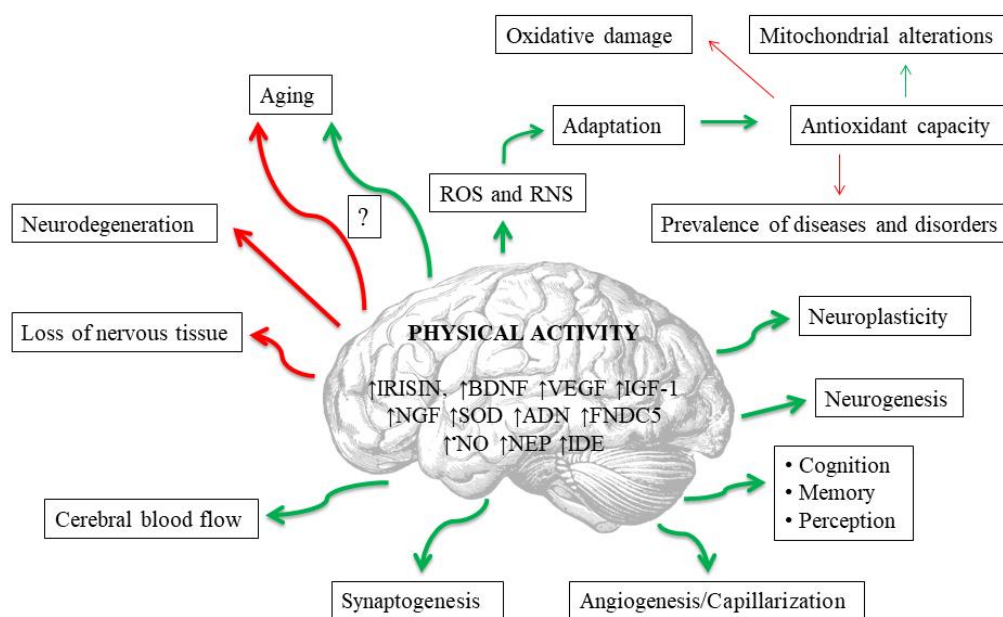 Oxidative damage
Mitochondrial alterations
Aging
Adaptation
Antioxidant capacity
?
ROS and RNS
Neurodegeneration
Prevalence of diseases and disorders
Loss of nervous tissue
PHYSICAL ACTIVITY
Neuroplasticity
↑IRISIN, ↑BDNF ↑VEGF ↑IGF-1
↑NGF ↑SOD ↑ADN ↑FNDC5
↑•NO ↑NEP ↑IDE
Neurogenesis
• Cognition
• Memory
• Perception
Cerebral blood flow
Synaptogenesis
Angiogenesis/Capillarization